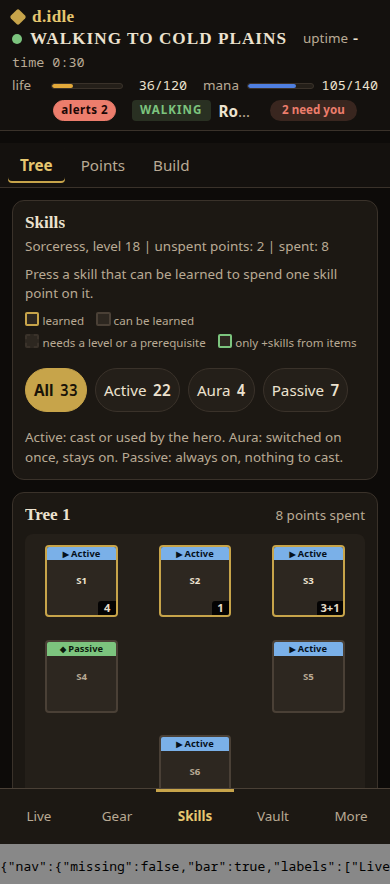 d.idle
WALKING TO COLD PLAINS uptime -
time 0:30
life 36/120 mana 105/140
alerts 2 WALKING Ro... 2 need you
Tree Points Build
Skills
Sorceress, level 18 | unspent points: 2 | spent: 8
Press a skill that can be learned to spend one skill
point on it.
learned can be learned
needs a level or a prerequisite only +skills from items
All 33 Active 22 Aura 4 Passive 7
Active: cast or used by the hero. Aura: switched on
once, stays on. Passive: always on, nothing to cast.
Tree 1 8 points spent
▶ Active ▶ Active ▶ Active
S1 S2 S3
4 1 3+1
◆ Passive ▶ Active
S4 S5
▶ Active
S6
Live Gear Skills Vault More
{"nav":{"missing":false,"bar":true,"labels":["Live